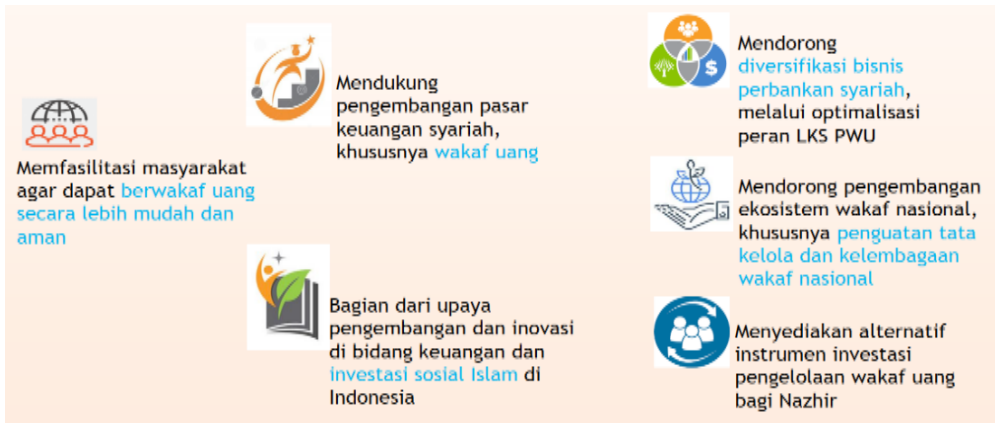 Memfasilitasi masyarakat
agar dapat berwakaf uang
secara lebih mudah dan
aman
Mendukung
pengembangan pasar
keuangan syariah,
khususnya wakaf uang
Bagian dari upaya
pengembangan dan inovasi
di bidang keuangan dan
investasi sosial Islam di
Indonesia
Mendorong
diversifikasi bisnis
perbankan syariah,
melalui optimalisasi
peran LKS PWU
Mendorong pengembangan
ekosistem wakaf nasional,
khususnya penguatan tata
kelola dan kelembagaan
wakaf nasional
Menyediakan alternatif
instrumen investasi
pengelolaan wakaf uang
bagi Nazhir